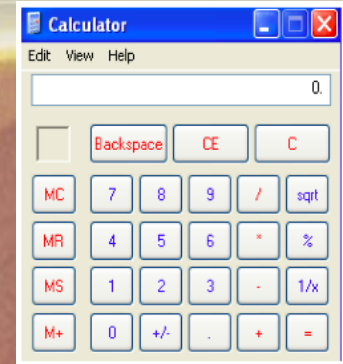 Calculator
Edit View Help
0.
Backspace CE C
MC 7 8 9 / sqrt
MR 4 5 6 * %
MS 1 2 3 - 1/x
M+ 0 +/- . + =